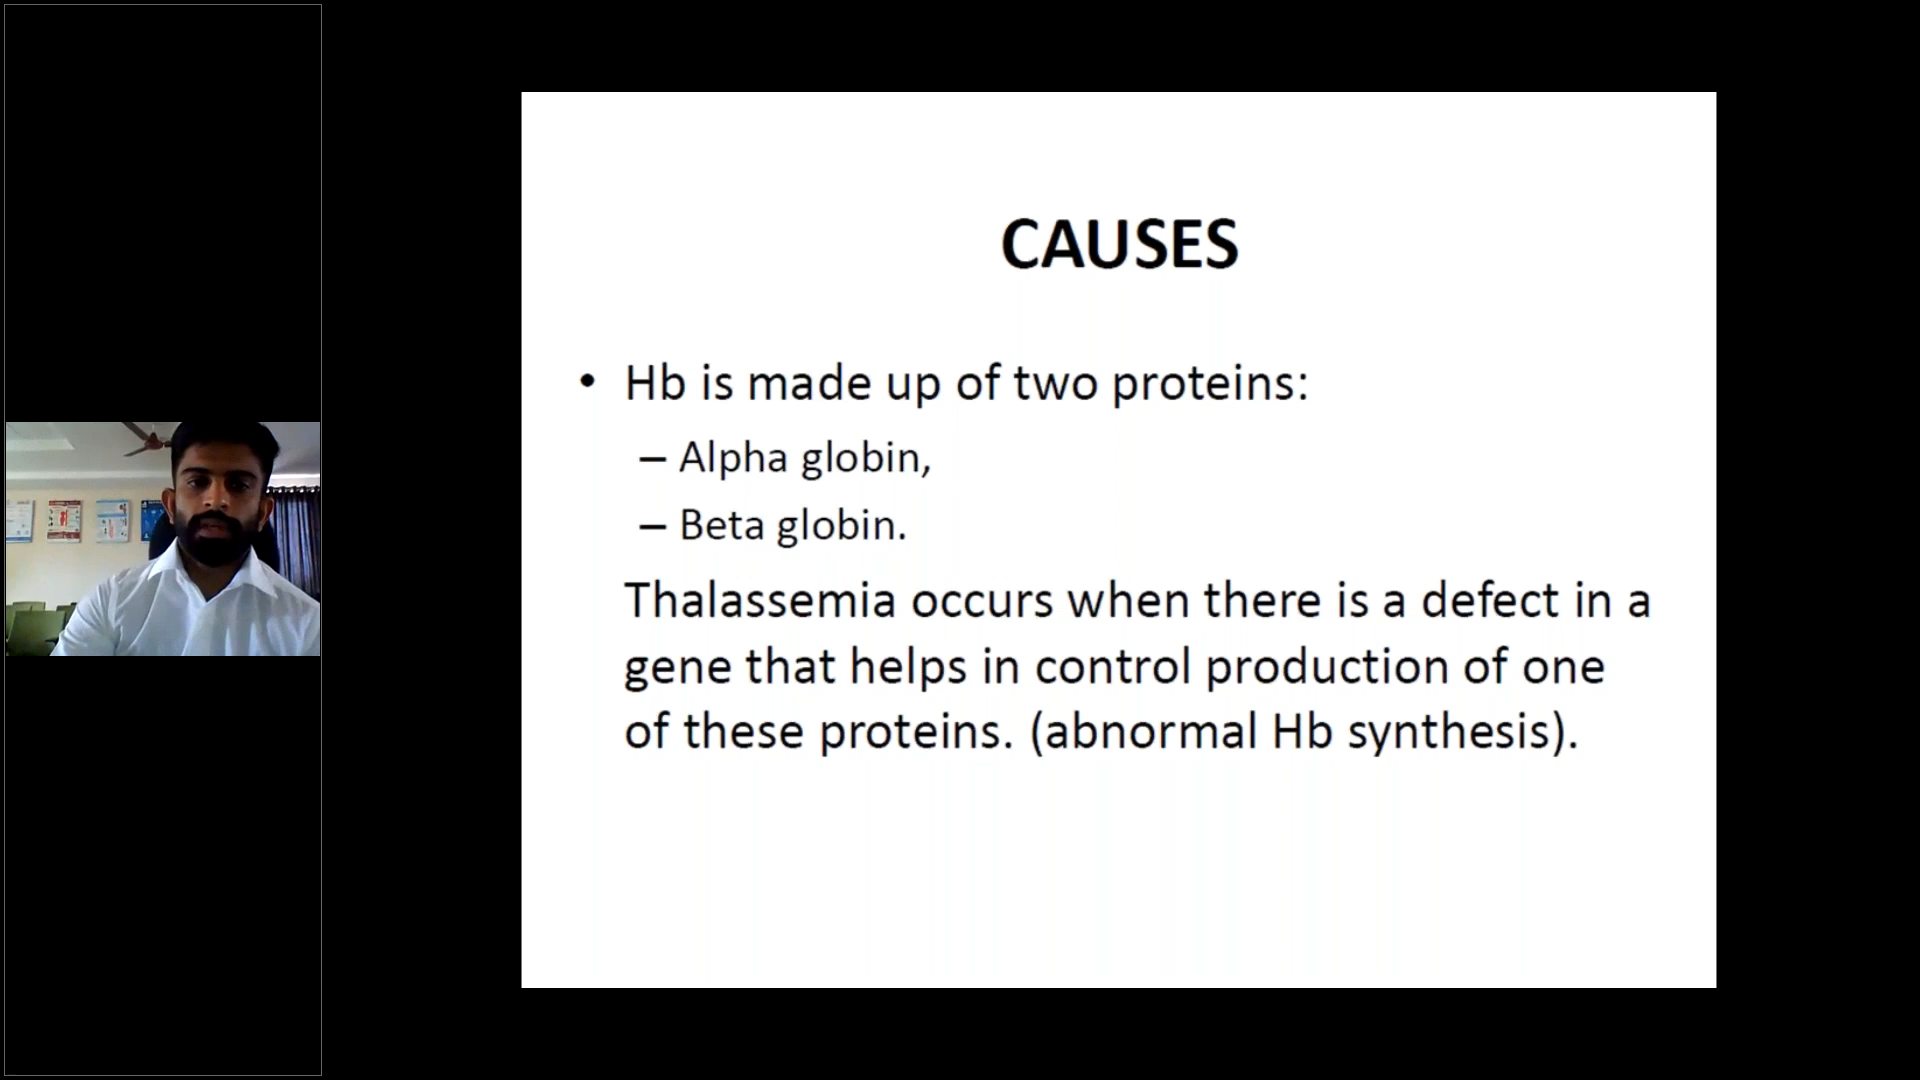 CAUSES
• Hb is made up of two proteins:
– Alpha globin,
– Beta globin.
Thalassemia occurs when there is a defect in a
gene that helps in control production of one
of these proteins. (abnormal Hb synthesis).